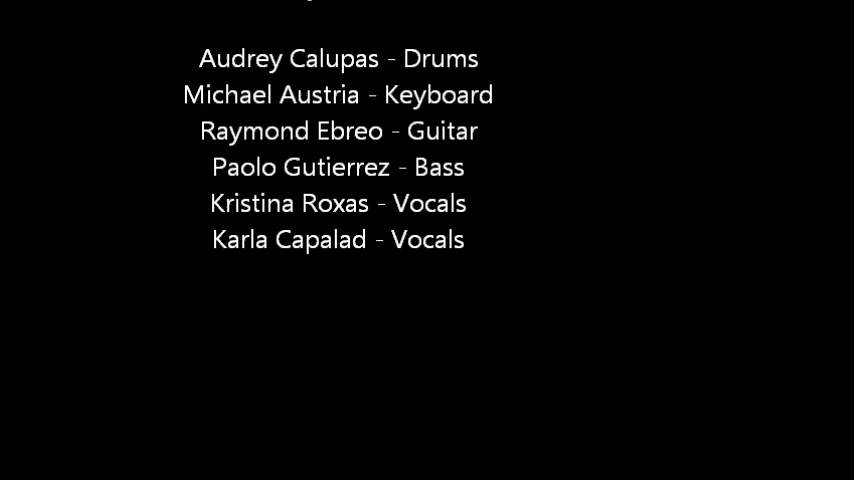 Audrey Calupas - Drums
Michael Austria - Keyboard
Raymond Ebreo - Guitar
Paolo Gutierrez - Bass
Kristina Roxas - Vocals
Karla Capalad - Vocals